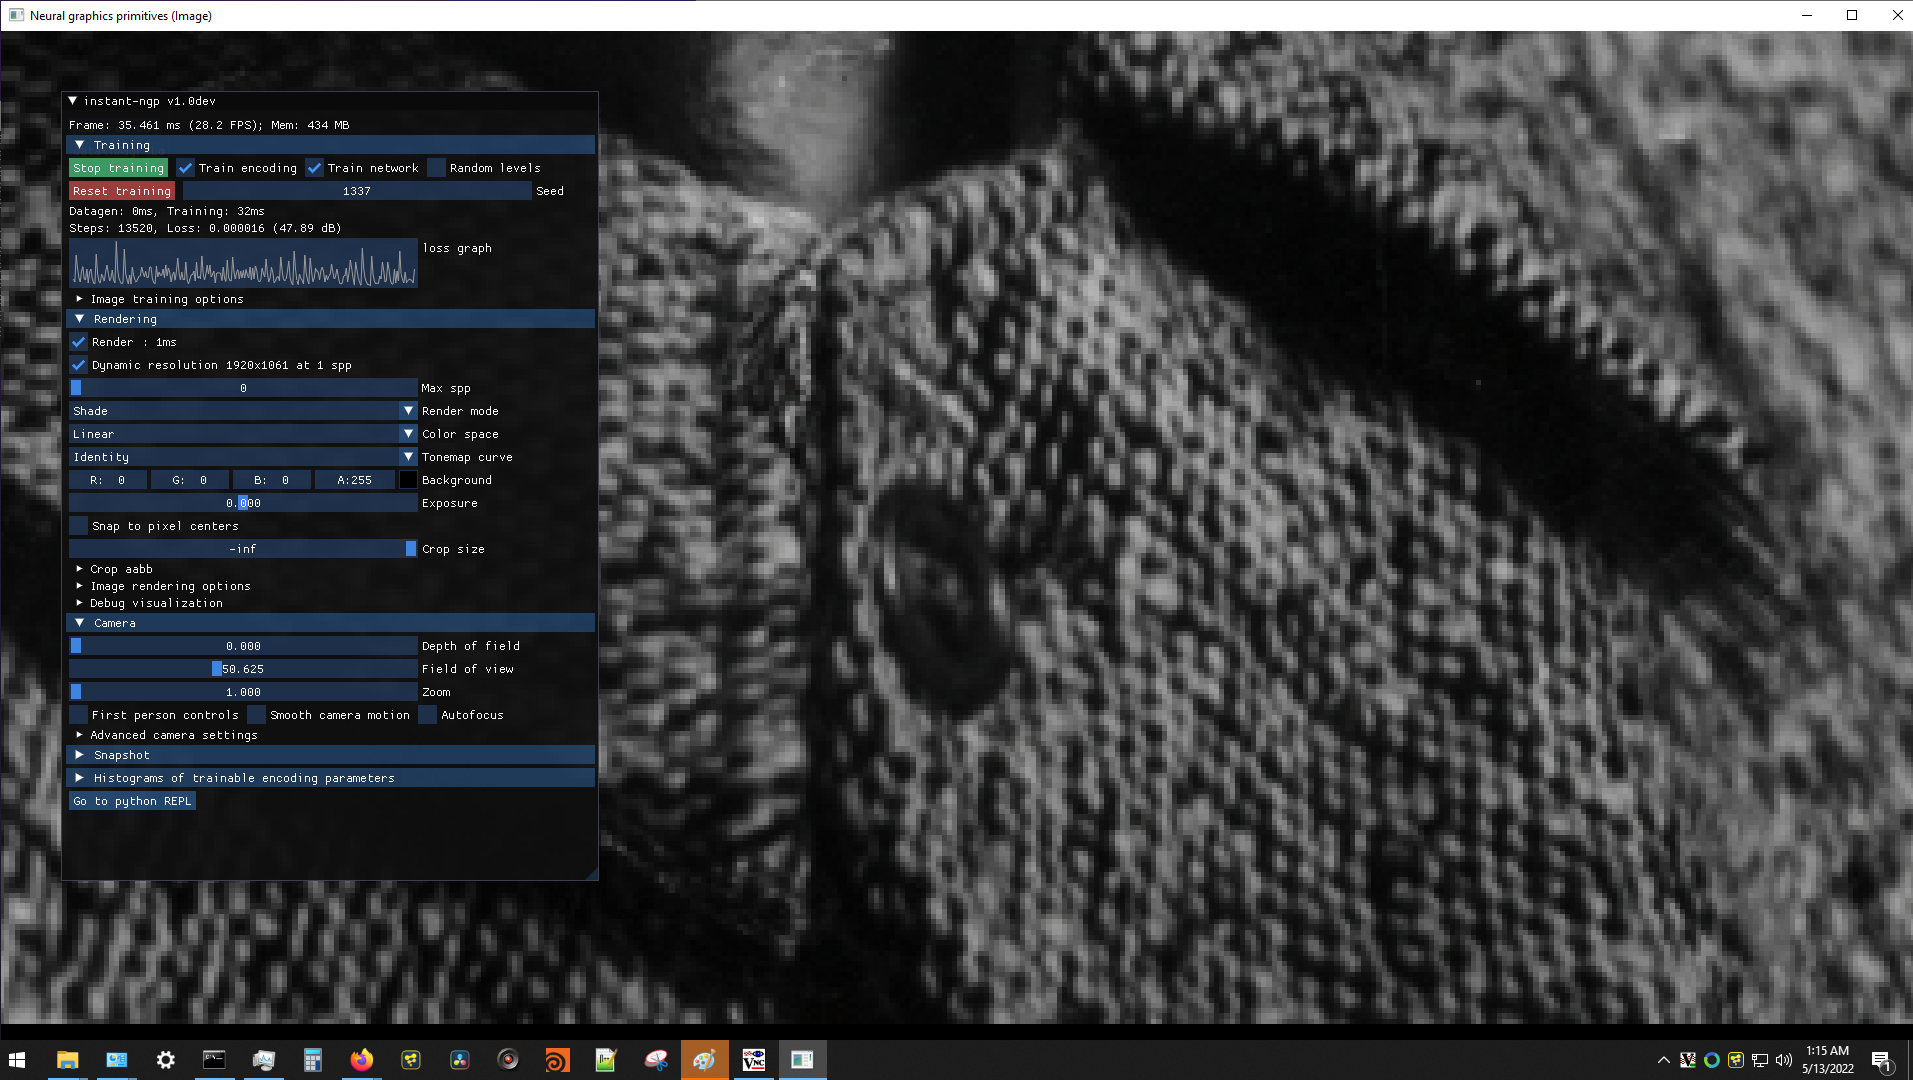 Neural graphics primitives (Image)
instant-ngp v1.0dev
Frame: 35.461 ms (28.2 FPS); Mem: 434 MB
Training
Stop training Train encoding Train network Random levels
Reset training 1337 Seed
Datagen: 0ms, Training: 32ms
Steps: 13520, Loss: 0.000016 (47.89 dB)
loss graph
Image training options
Rendering
Render : 1ms
Dynamic resolution 1920x1061 at 1 spp
0 Max spp
Shade Render mode
Linear Color space
Identity Tonemap curve
R: 0 G: 0 B: 0 A:255 Background
0.000 Exposure
Snap to pixel centers
-inf Crop size
Crop aabb
Image rendering options
Debug visualization
Camera
0.000 Depth of field
50.625 Field of view
1.000 Zoom
First person controls Smooth camera motion Autofocus
Advanced camera settings
Snapshot
Histograms of trainable encoding parameters
Go to python REPL
1:15 AM
5/13/2022
1